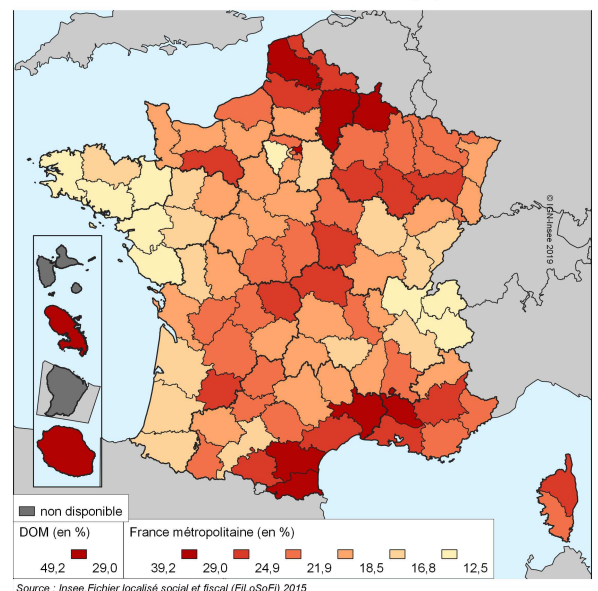 © IGN-Insee 2019
non disponible
DOM (en %)
49,2 29,0
France métropolitaine (en %)
39,2 29,0 24,9 21,9 18,5 16,8 12,5
Source : Insee,Fichier localisé social et fiscal (FiLoSoFi) 2015